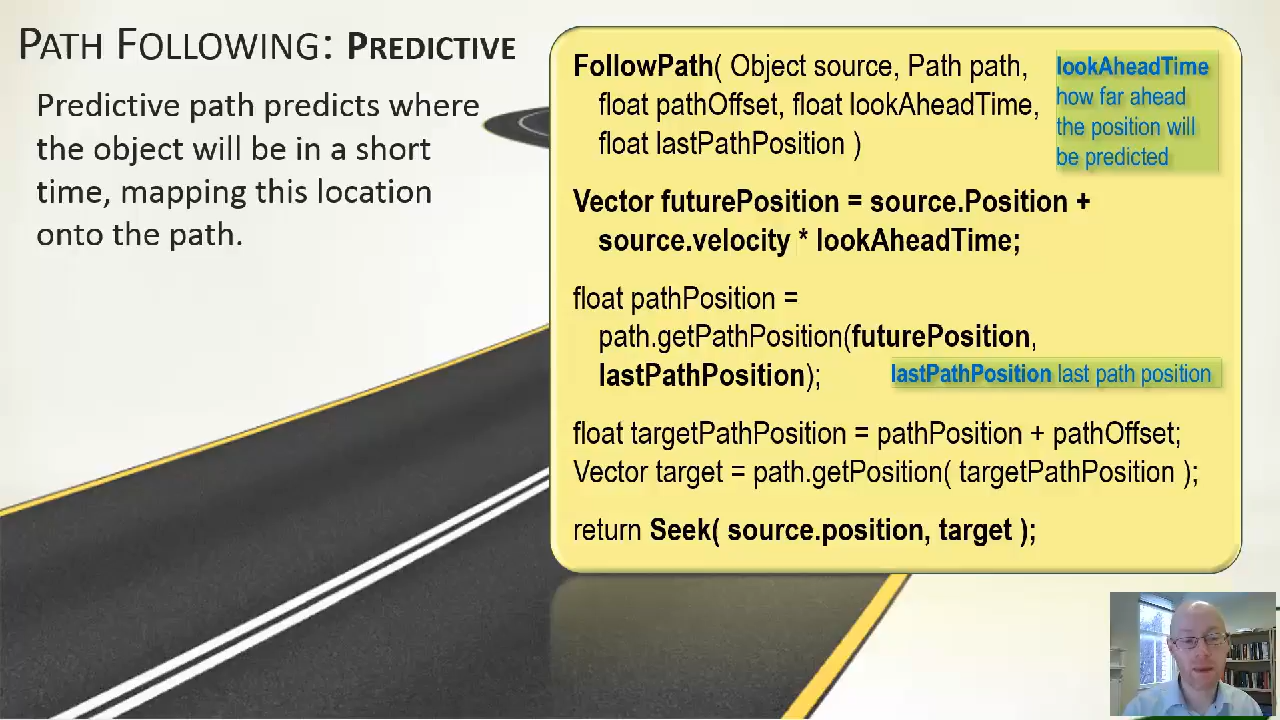 PATH FOLLOWING: PREDICTIVE
Predictive path predicts where
the object will be in a short
time, mapping this location
onto the path.
FollowPath( Object source, Path path,
float pathOffset, float lookAheadTime,
float lastPathPosition )
lookAheadTime
how far ahead
the position will
be predicted
Vector futurePosition = source.Position +
source.velocity * lookAheadTime;
float pathPosition =
path.getPathPosition(futurePosition,
lastPathPosition);
lastPathPosition last path position
float targetPathPosition = pathPosition + pathOffset;
Vector target = path.getPosition( targetPathPosition );
return Seek( source.position, target );